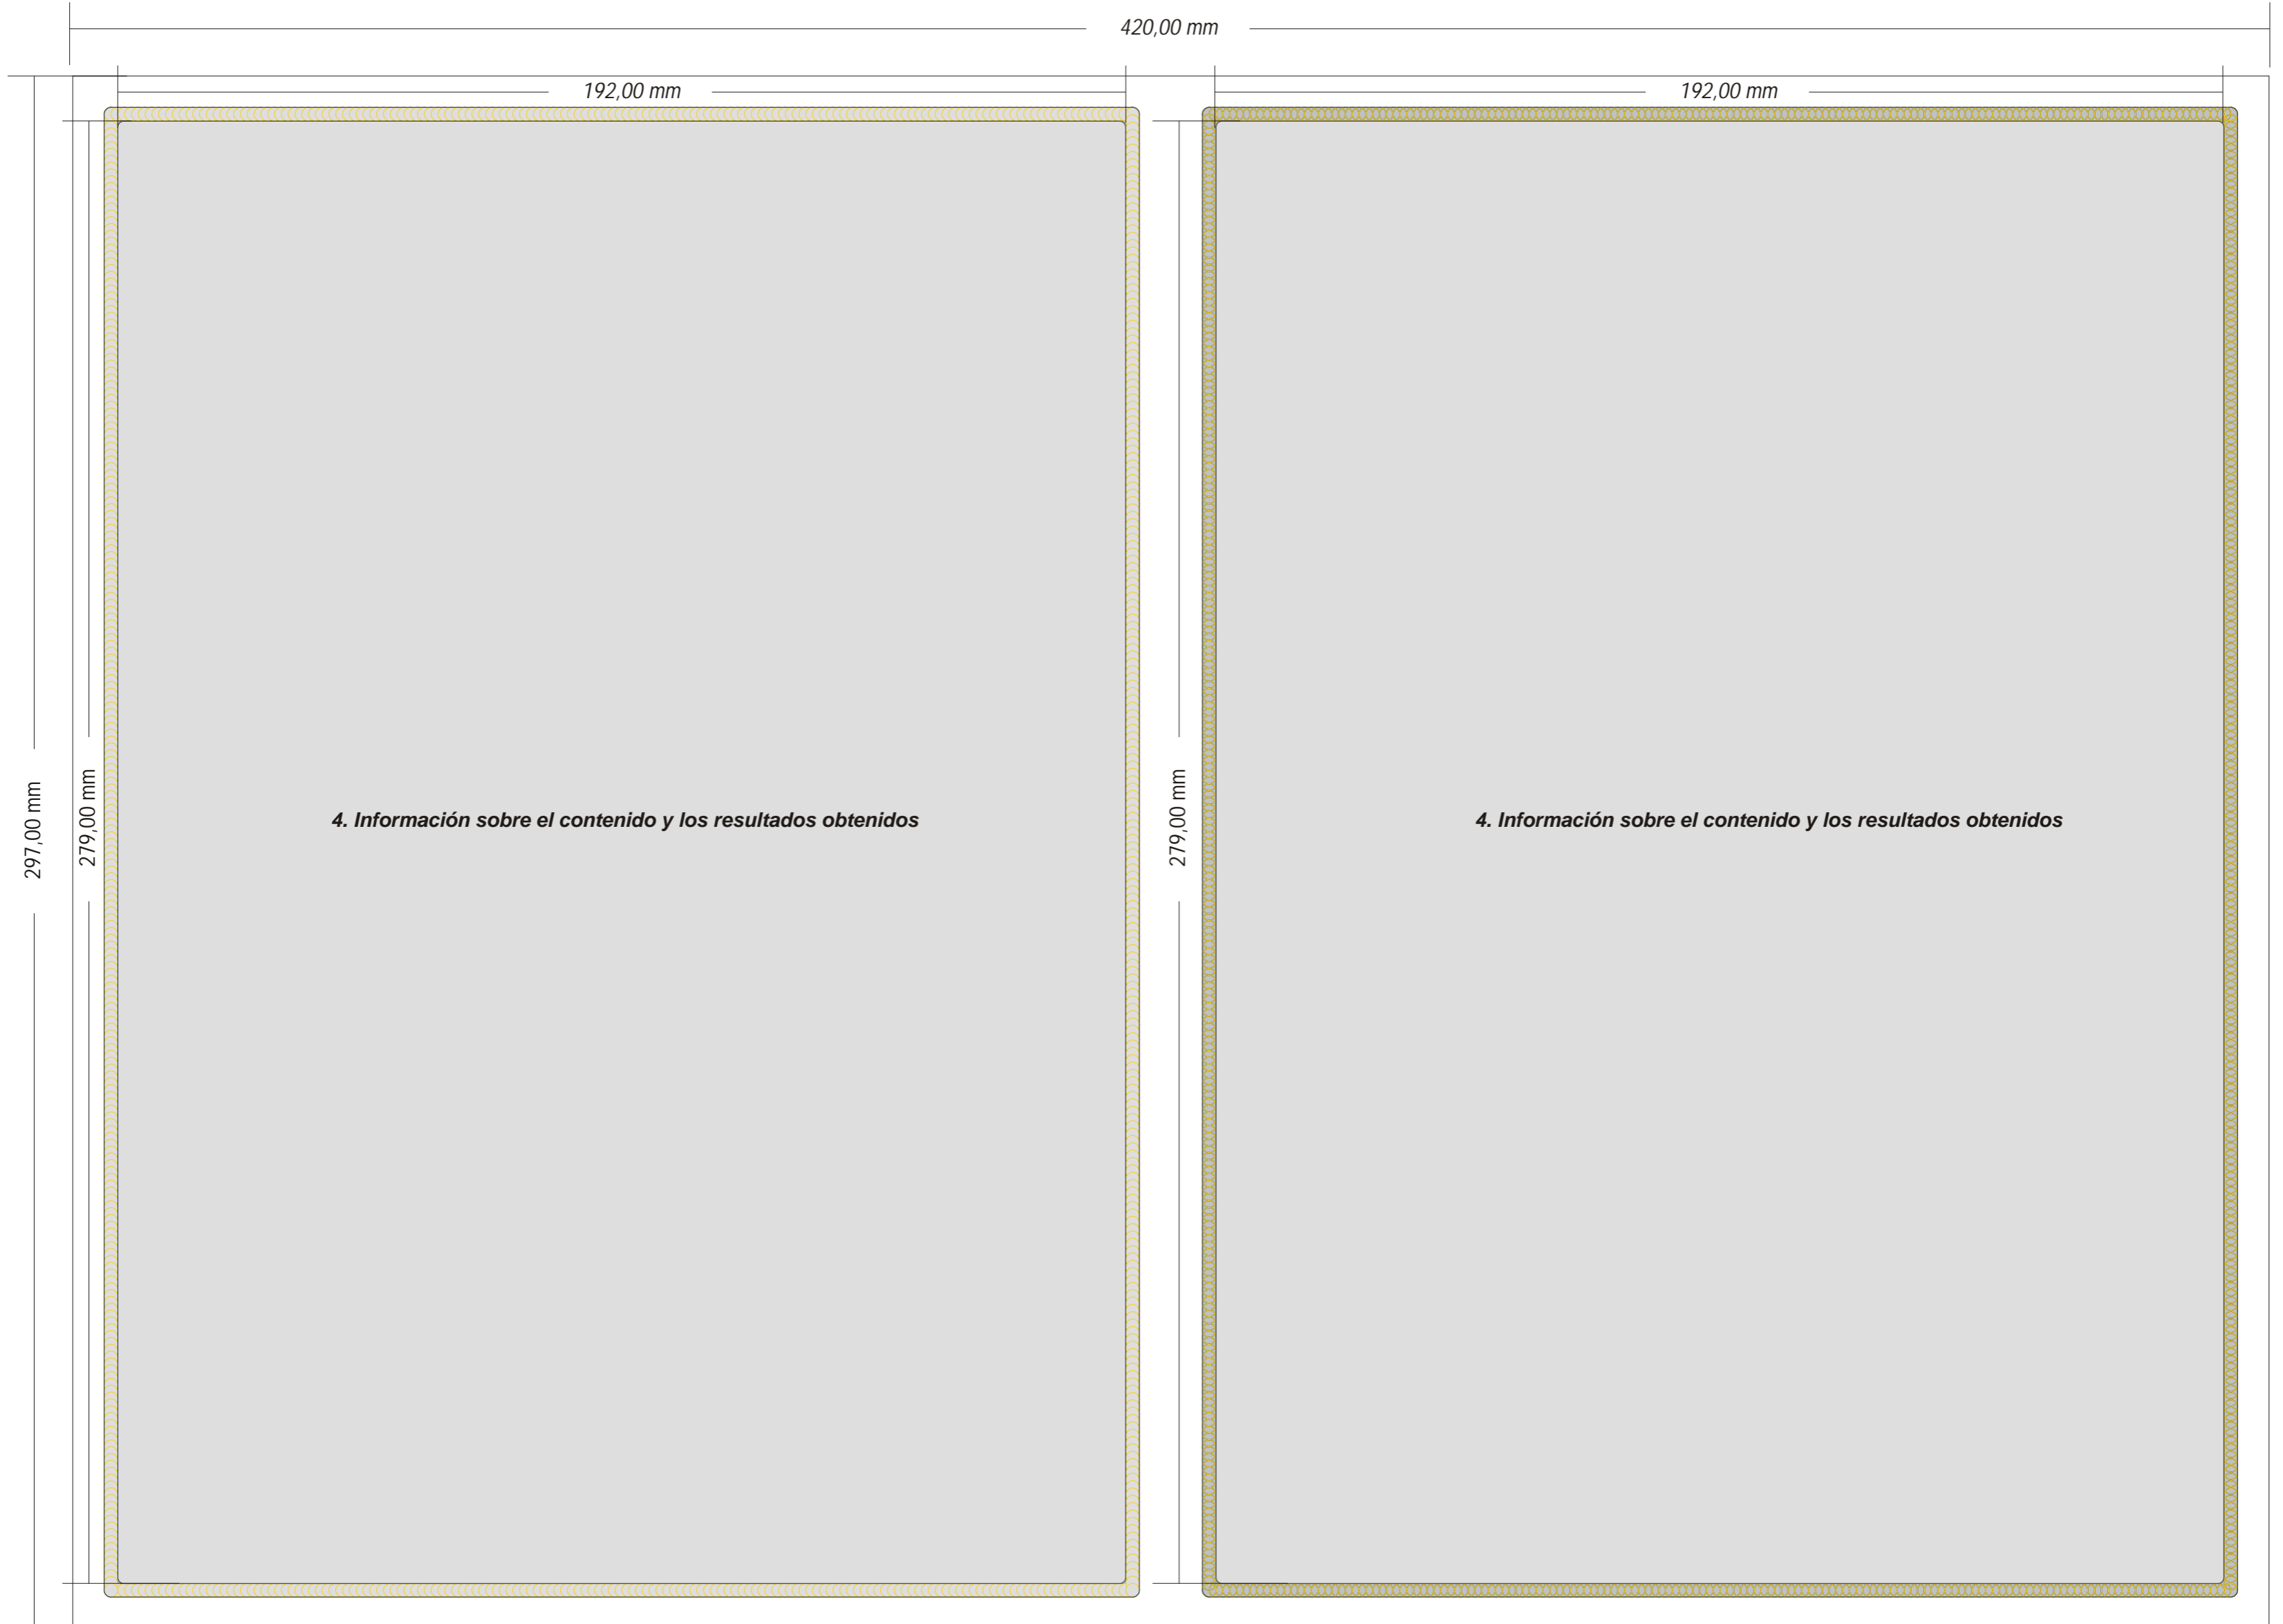 420,00 mm
192,00 mm
192,00 mm
297,00 mm
279,00 mm
4. Información sobre el contenido y los resultados obtenidos
279,00 mm
4. Información sobre el contenido y los resultados obtenidos